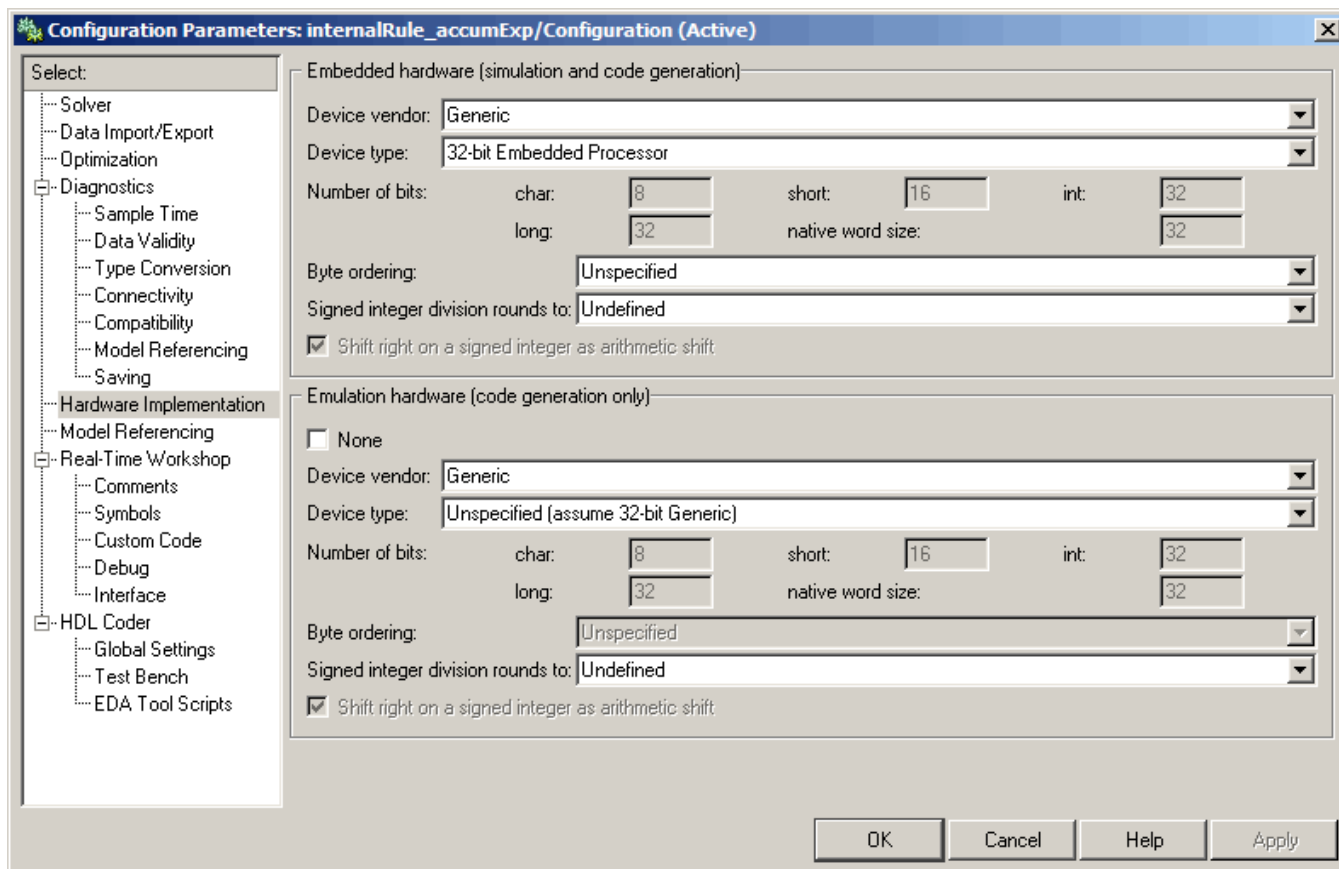 Configuration Parameters: internalRule_accumExp/Configuration (Active)
Select:
Solver
Data Import/Export
Optimization
Diagnostics
Sample Time
Data Validity
Type Conversion
Connectivity
Compatibility
Model Referencing
Saving
Hardware Implementation
Model Referencing
Real-Time Workshop
Comments
Symbols
Custom Code
Debug
Interface
HDL Coder
Global Settings
Test Bench
EDA Tool Scripts
Embedded hardware (simulation and code generation)
Device vendor: Generic
Device type: 32-bit Embedded Processor
Number of bits: char: 8 short: 16 int: 32
long: 32 native word size: 32
Byte ordering: Unspecified
Signed integer division rounds to: Undefined
Shift right on a signed integer as arithmetic shift
Emulation hardware (code generation only)
None
Device vendor: Generic
Device type: Unspecified (assume 32-bit Generic)
Number of bits: char: 8 short: 16 int: 32
long: 32 native word size: 32
Byte ordering: Unspecified
Signed integer division rounds to: Undefined
Shift right on a signed integer as arithmetic shift
OK Cancel Help Apply